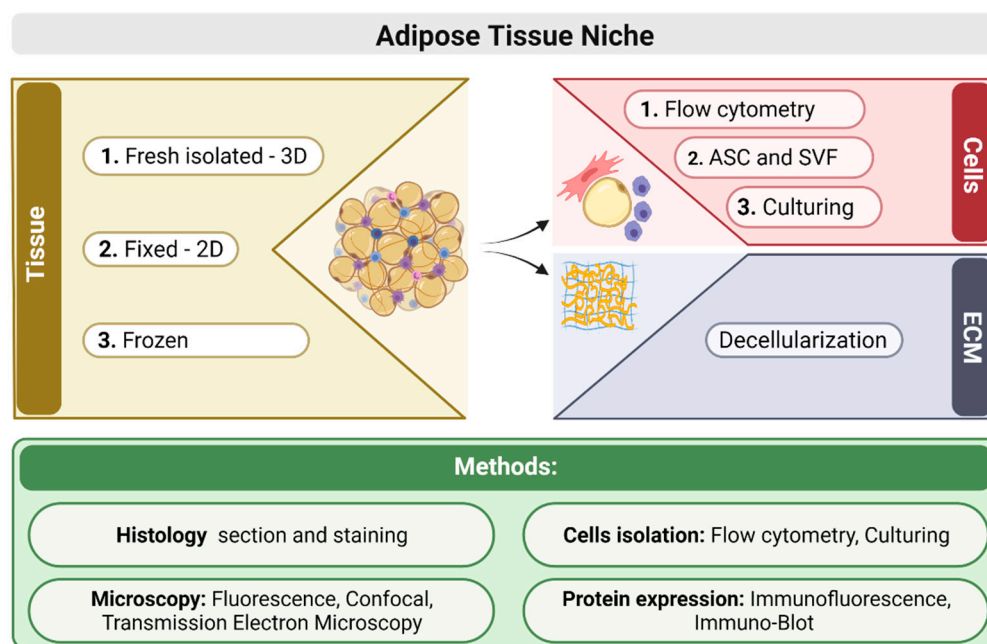 Adipose Tissue Niche
Tissue
1. Fresh isolated - 3D
2. Fixed - 2D
3. Frozen
1. Flow cytometry
2. ASC and SVF
3. Culturing
Cells
Decellularization
ECM
Methods:
Histology section and staining
Cells isolation: Flow cytometry, Culturing
Microscopy: Fluorescence, Confocal,
Transmission Electron Microscopy
Protein expression: Immunofluorescence,
Immuno-Blot